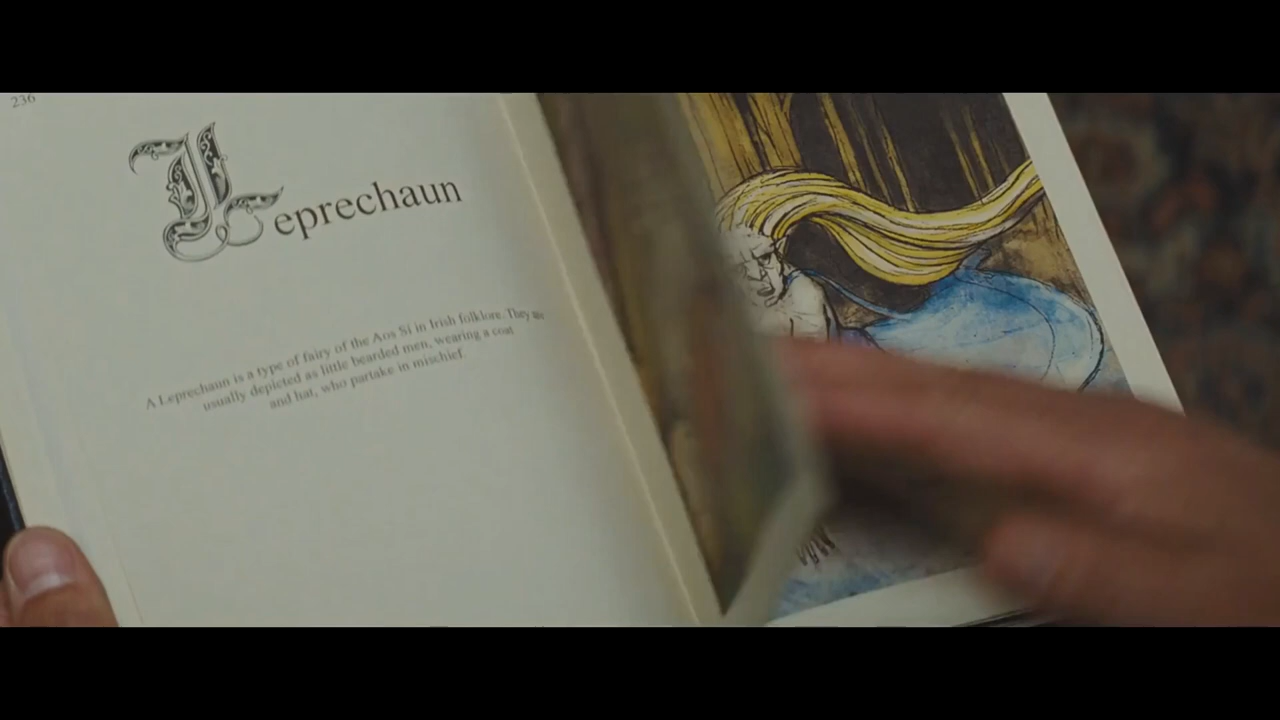 236
Leprechaun
A Leprechaun is a type of fairy of the Aos Sí in Irish folklore. They are
usually depicted as little bearded men, wearing a coat
and hat, who partake in mischief.